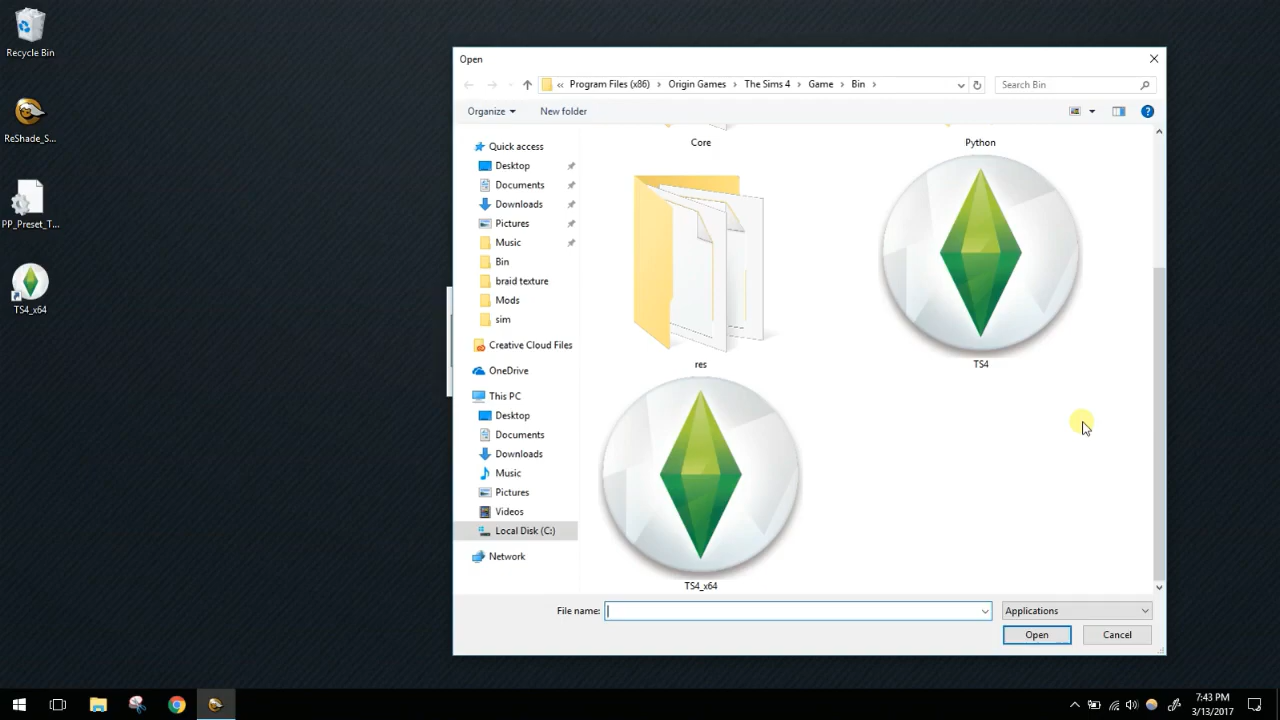 Recycle Bin
ReShade_S...
PP_Preset_T...
TS4_x64
Open
« Program Files (x86) > Origin Games > The Sims 4 > Game > Bin >
Search Bin
Organize
New folder
Quick access
Desktop
Documents
Downloads
Pictures
Music
Bin
braid texture
Mods
sim
Creative Cloud Files
OneDrive
This PC
Desktop
Documents
Downloads
Music
Pictures
Videos
Local Disk (C:)
Network
Core
Python
res
TS4
TS4_x64
File name:
Applications
Open
Cancel
7:43 PM
3/13/2017